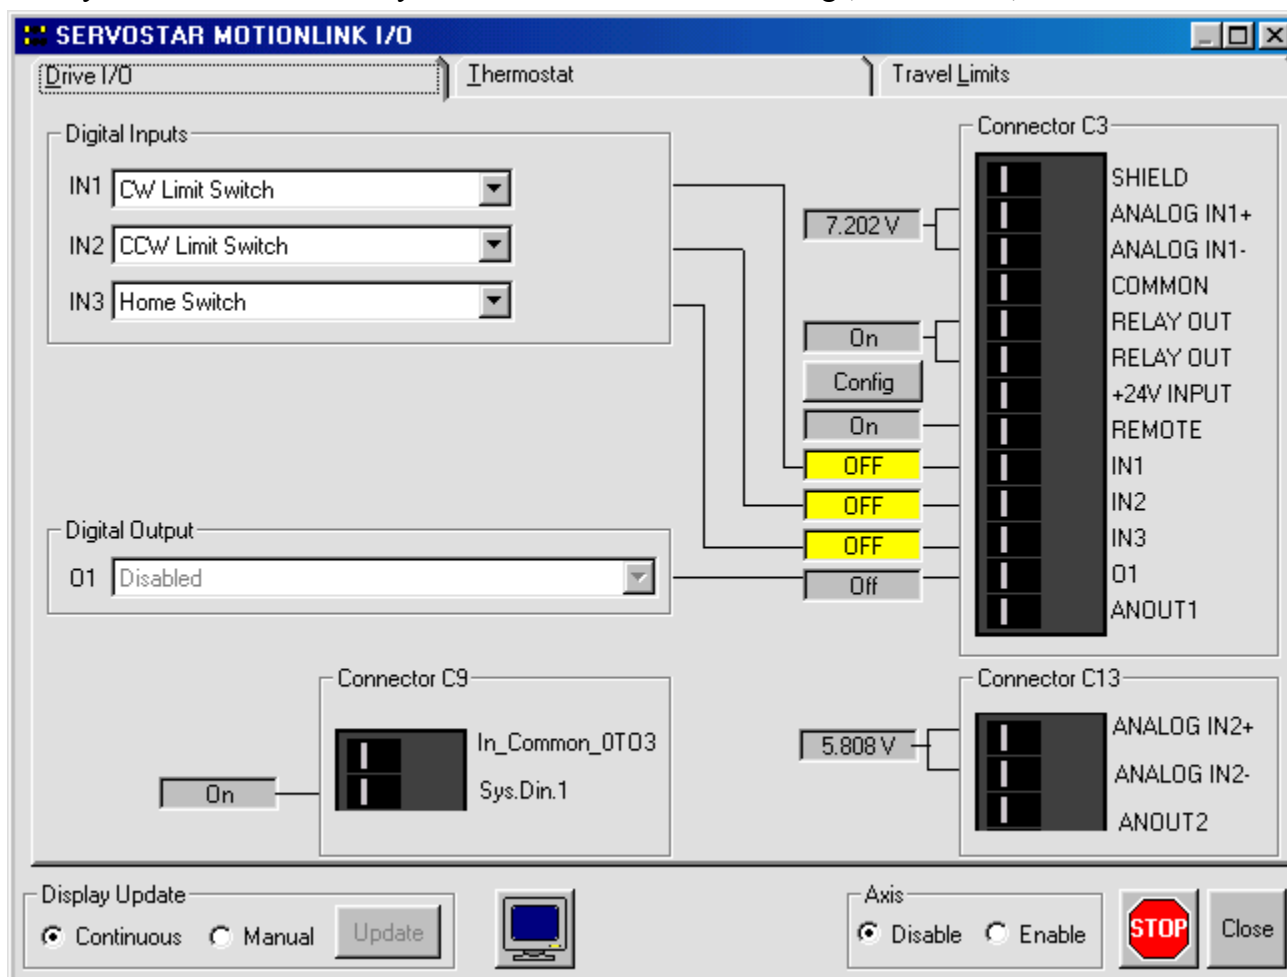 SERVOSTAR MOTIONLINK I/O
Drive I/O
Thermostat
Travel Limits
Digital Inputs
IN1 CW Limit Switch
IN2 CCW Limit Switch
IN3 Home Switch
Digital Output
O1 Disabled
Connector C3
SHIELD
7.202 V
ANALOG IN1+
ANALOG IN1-
COMMON
On
RELAY OUT
RELAY OUT
Config
+24V INPUT
On
REMOTE
OFF
IN1
OFF
IN2
OFF
IN3
Off
O1
ANOUT1
Connector C9
In_Common_0TO3
On
Sys.Din.1
Connector C13
5.808 V
ANALOG IN2+
ANALOG IN2-
ANOUT2
Display Update
Continuous
Manual
Update
Axis
Disable
Enable
STOP
Close